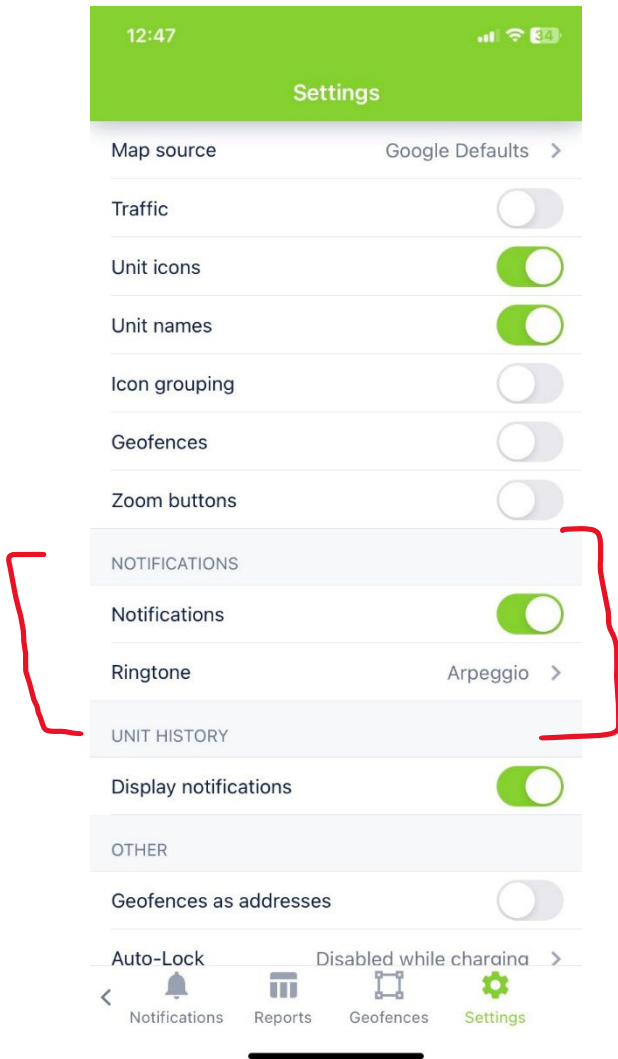 12:47
34
Settings
Map source Google Defaults
Traffic
Unit icons
Unit names
Icon grouping
Geofences
Zoom buttons
NOTIFICATIONS
Notifications
Ringtone Arpeggio
UNIT HISTORY
Display notifications
OTHER
Geofences as addresses
Auto-Lock Disabled while charging
Notifications Reports Geofences Settings